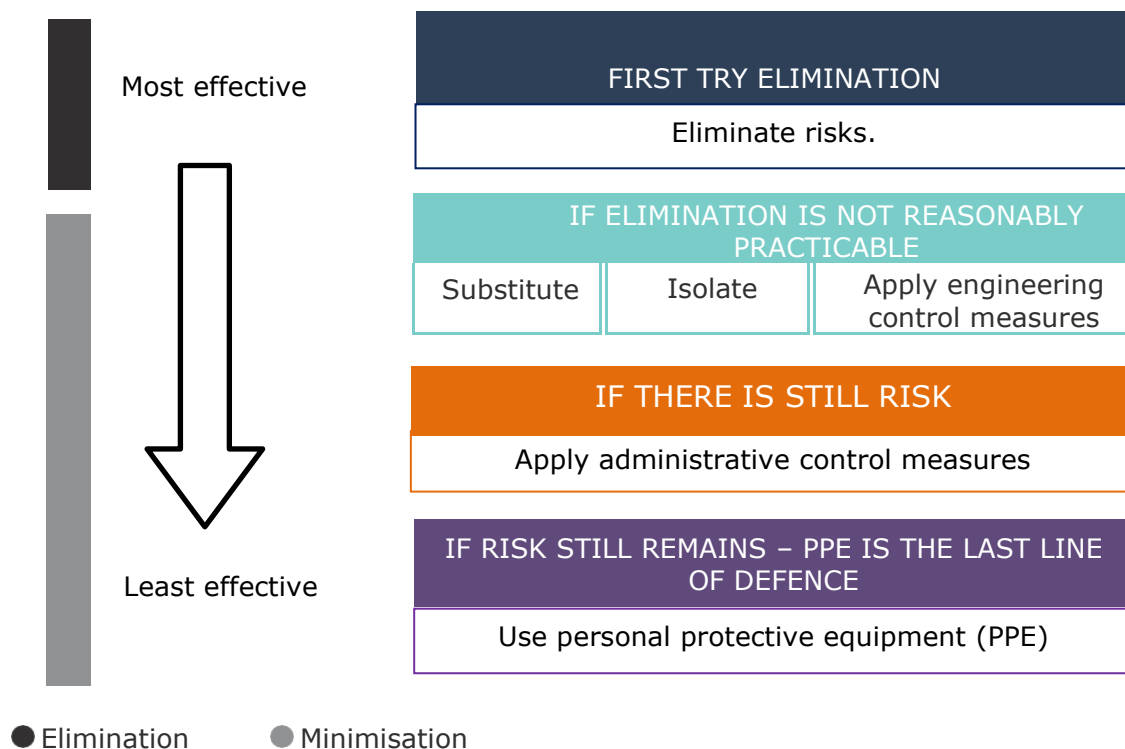 Most effective
FIRST TRY ELIMINATION
Eliminate risks.
IF ELIMINATION IS NOT REASONABLY
PRACTICABLE
Substitute
Isolate
Apply engineering
control measures
IF THERE IS STILL RISK
Apply administrative control measures
IF RISK STILL REMAINS – PPE IS THE LAST LINE
OF DEFENCE
Least effective
Use personal protective equipment (PPE)
Elimination
Minimisation